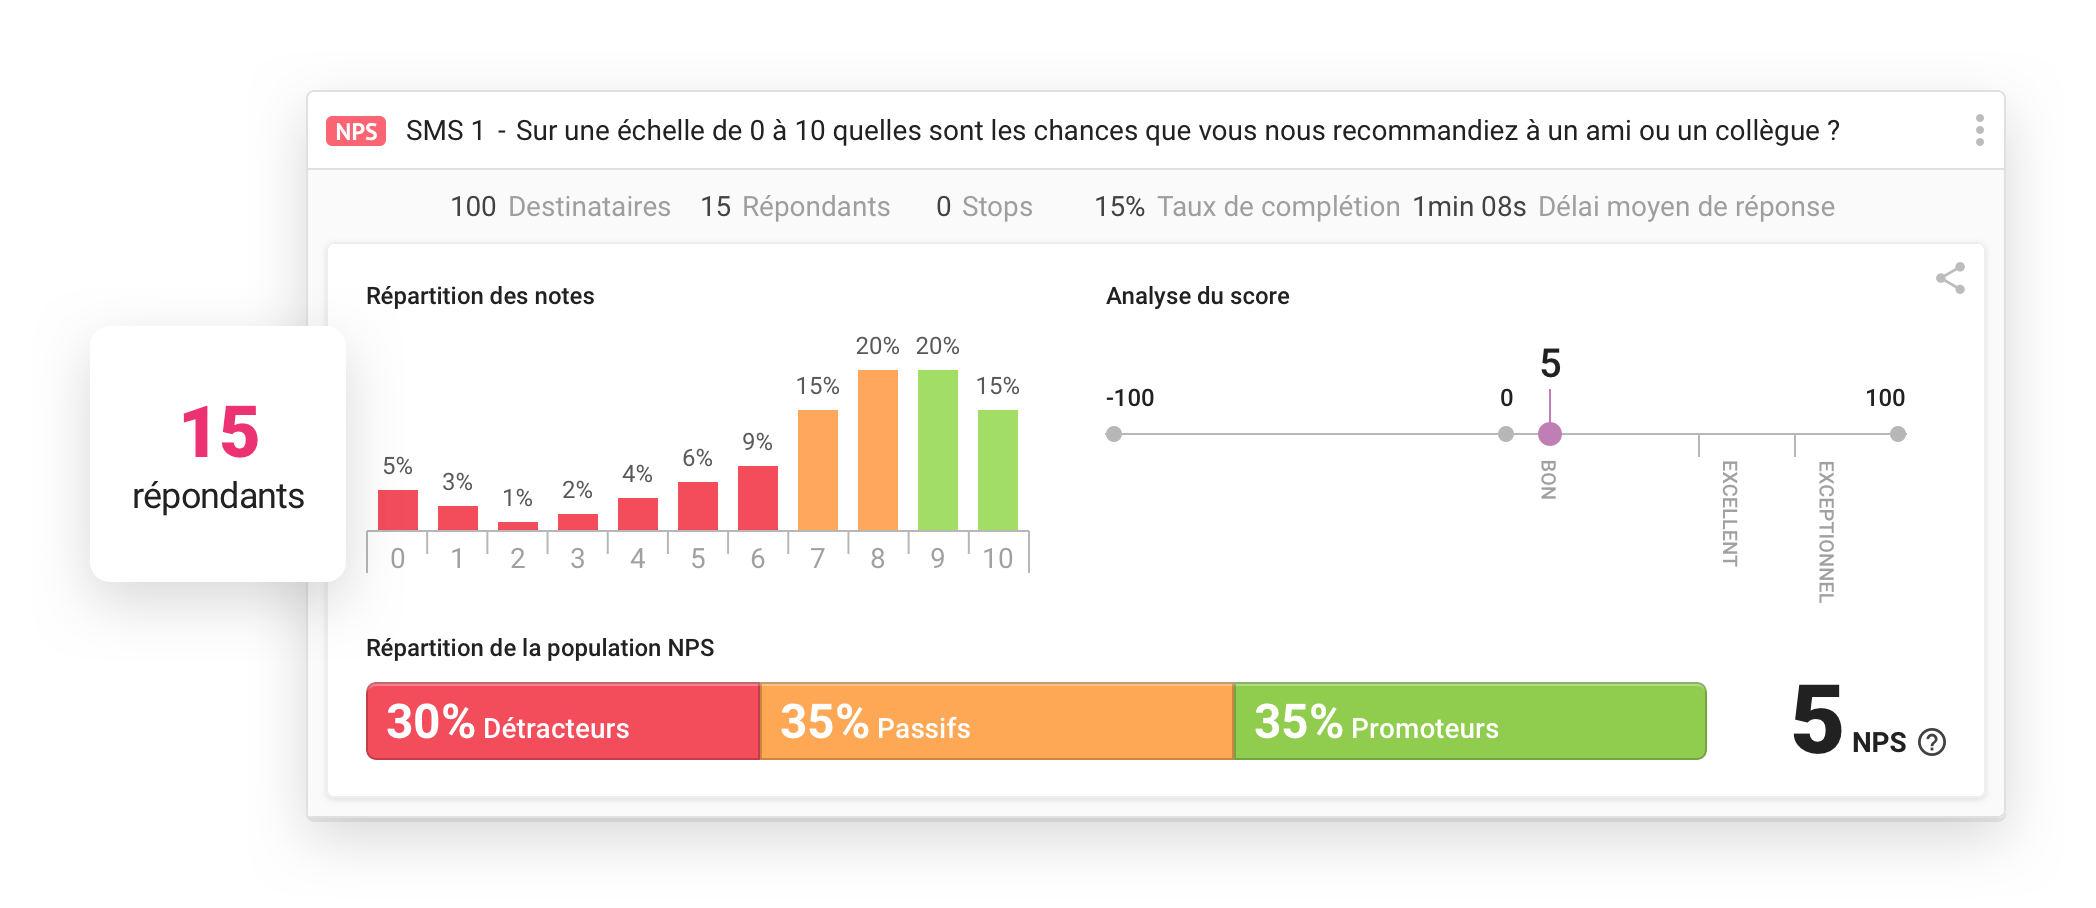 NPS SMS 1 - Sur une échelle de 0 à 10 quelles sont les chances que vous nous recommandiez à un ami ou un collègue ?
100 Destinataires 15 Répondants 0 Stops 15% Taux de complétion 1min 08s Délai moyen de réponse
15
répondants
Répartition des notes
5% 3% 1% 2% 4% 6% 9% 15% 20% 20% 15%
0 1 2 3 4 5 6 7 8 9 10
Analyse du score
5
-100 0 100
BON
EXCELLENT
EXCEPTIONNEL
Répartition de la population NPS
30% Détracteurs 35% Passifs 35% Promoteurs
5 NPS ?